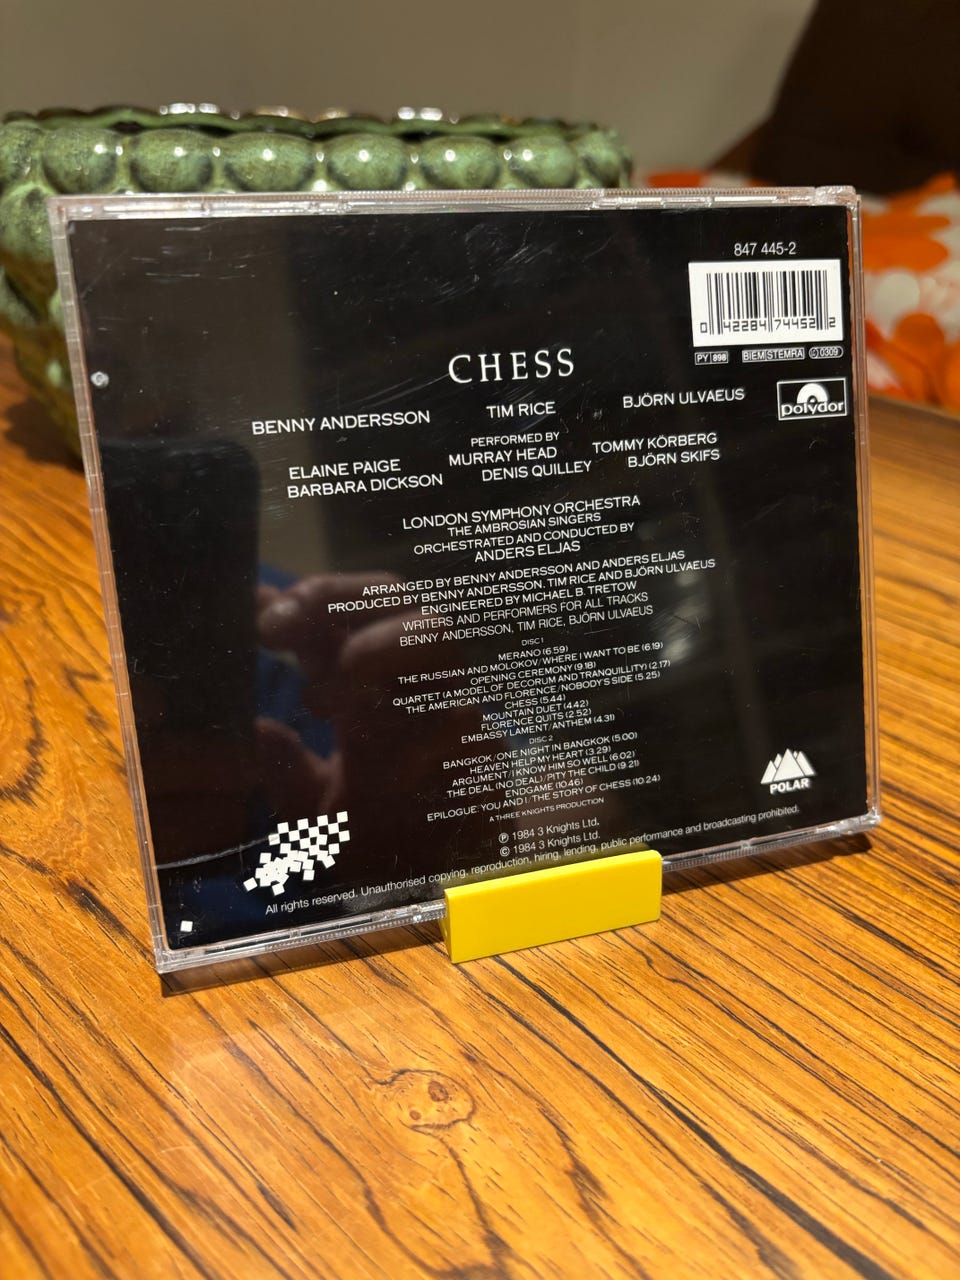 847 445-2
0 42284 74452 2
PY 898 BIEM/STEMRA © 0309
polydor
CHESS
BENNY ANDERSSON TIM RICE BJÖRN ULVAEUS
PERFORMED BY
ELAINE PAIGE MURRAY HEAD TOMMY KÖRBERG
BARBARA DICKSON DENIS QUILLEY BJÖRN SKIFS
LONDON SYMPHONY ORCHESTRA
THE AMBROSIAN SINGERS
ORCHESTRATED AND CONDUCTED BY
ANDERS ELJAS
ARRANGED BY BENNY ANDERSSON AND ANDERS ELJAS
PRODUCED BY BENNY ANDERSSON, TIM RICE AND BJÖRN ULVAEUS
ENGINEERED BY MICHAEL B. TRETOW
WRITERS AND PERFORMERS FOR ALL TRACKS
BENNY ANDERSSON, TIM RICE, BJÖRN ULVAEUS
DISC 1
MERANO (6.59)
THE RUSSIAN AND MOLOKOV/WHERE I WANT TO BE (6.19)
OPENING CEREMONY (9.18)
QUARTET (A MODEL OF DECORUM AND TRANQUILLITY) (2.17)
THE AMERICAN AND FLORENCE/NOBODY'S SIDE (5.25)
CHESS (5.44)
MOUNTAIN DUET (4.42)
FLORENCE QUITS (2.52)
EMBASSY LAMENT/ANTHEM (4.31)
DISC 2
BANGKOK/ONE NIGHT IN BANGKOK (5.00)
HEAVEN HELP MY HEART (3.29)
ARGUMENT/I KNOW HIM SO WELL (6.02)
THE DEAL (NO DEAL)/PITY THE CHILD (9.21)
ENDGAME (10.46)
EPILOGUE: YOU AND I/THE STORY OF CHESS (10.24)
A THREE KNIGHTS PRODUCTION
POLAR
℗ 1984 3 Knights Ltd.
© 1984 3 Knights Ltd.
All rights reserved. Unauthorised copying, reproduction, hiring, lending, public performance and broadcasting prohibited.